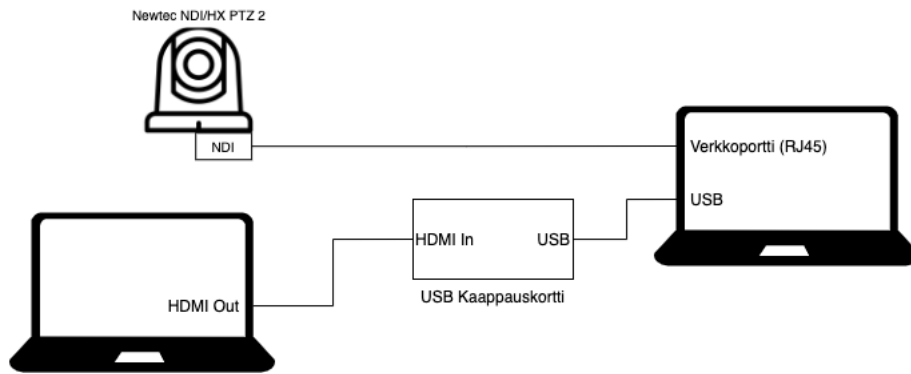 Newtec NDI/HX PTZ 2
NDI
Verkkoportti (RJ45)
USB
HDMI In
USB
USB Kaappauskortti
HDMI Out